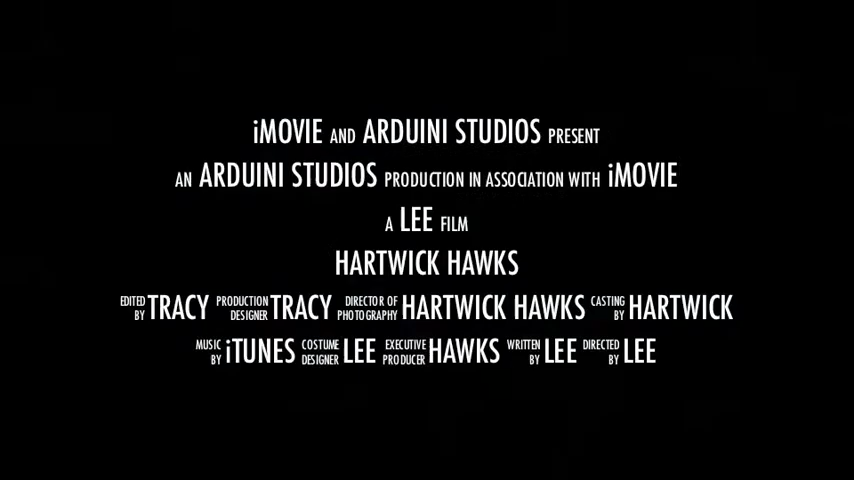 iMOVIE AND ARDUINI STUDIOS PRESENT
AN ARDUINI STUDIOS PRODUCTION IN ASSOCIATION WITH iMOVIE
A LEE FILM
HARTWICK HAWKS
EDITED BY TRACY PRODUCTION DESIGNER TRACY DIRECTOR OF PHOTOGRAPHY HARTWICK HAWKS CASTING BY HARTWICK
MUSIC BY iTUNES COSTUME DESIGNER LEE EXECUTIVE PRODUCER HAWKS WRITTEN BY LEE DIRECTED BY LEE